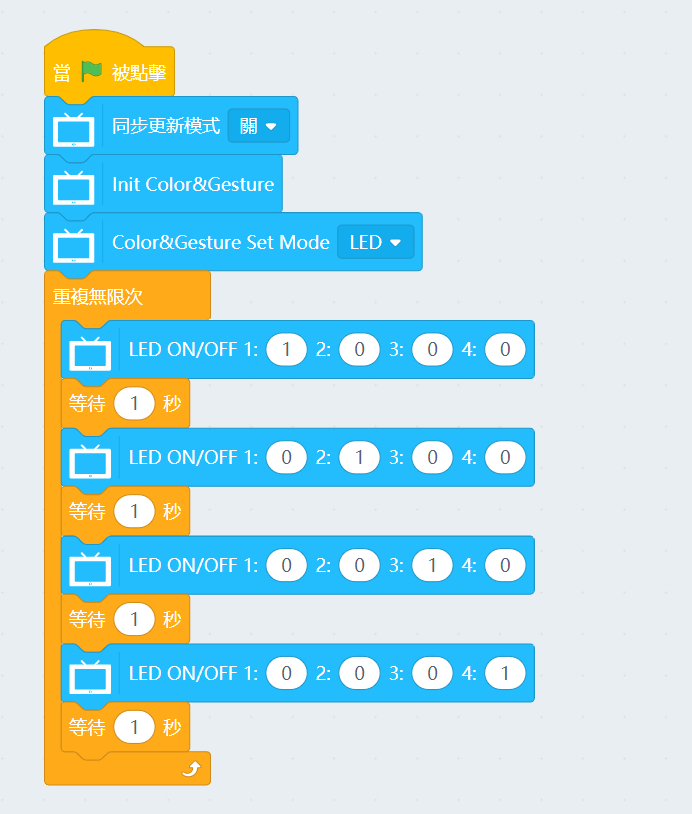 當 被點擊
同步更新模式 關
Init Color&Gesture
Color&Gesture Set Mode LED
重複無限次
LED ON/OFF 1: 1 2: 0 3: 0 4: 0
等待 1 秒
LED ON/OFF 1: 0 2: 1 3: 0 4: 0
等待 1 秒
LED ON/OFF 1: 0 2: 0 3: 1 4: 0
等待 1 秒
LED ON/OFF 1: 0 2: 0 3: 0 4: 1
等待 1 秒